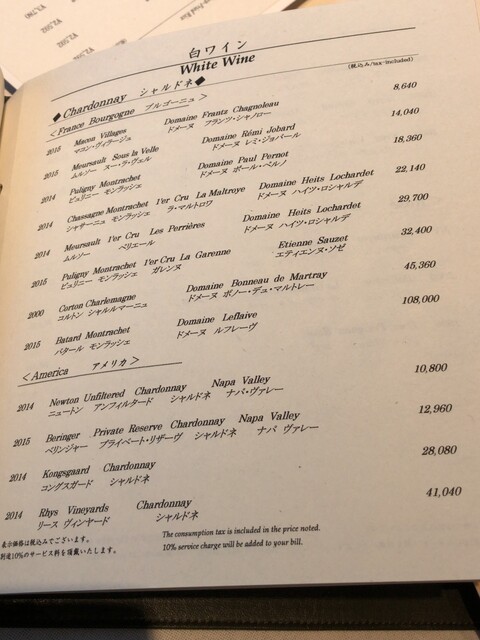 白ワイン
White Wine
(税込み/tax-included)
◆Chardonnay シャルドネ◆
<France Bourgogne ブルゴーニュ>
2015 Macon Villages Domaine Frantz Chagnoleau 8,640
マコン・ヴィラージュ ドメーヌ フランツ・シャノロー
2015 Meursault Sous la Velle Domaine Rémi Jobard 14,040
ムルソー スー・ラ・ヴェル ドメーヌ レミ・ジョバール
2014 Puligny Montrachet Domaine Paul Pernot 18,360
ピュリニー モンラッシェ ドメーヌ ポール・ペルノ
2014 Chassagne Montrachet 1'er Cru La Maltroye Domaine Heits Lochardet 22,140
シャサーニュ モンラッシェ ラ・マルトロワ ドメーヌ ハイツ・ロシャルデ
2014 Meursault 1'er Cru Les Perrières Domaine Heits Lochardet 29,700
ムルソー ペリエール ドメーヌ ハイツ・ロシャルデ
2015 Puligny Montrachet 1'er Cru La Garenne Etienne Sauzet 32,400
ピュリニー モンラッシェ ガレンヌ エティエンヌ・ソゼ
2000 Corton Charlemagne Domaine Bonneau de Martray 45,360
コルトン シャルルマーニュ ドメーヌ ボノー・デュ・マルトレー
2015 Batard Montrachet Domaine Leflaive 108,000
バタール モンラッシェ ドメーヌ ルフレーヴ
<America アメリカ>
2014 Newton Unfiltered Chardonnay Napa Valley 10,800
ニュートン アンフィルタード シャルドネ ナパ・ヴァレー
2015 Beringer Private Reserve Chardonnay Napa Valley 12,960
ベリンジャー プライベート・リザーヴ シャルドネ ナパ ヴァレー
2014 Kongsgaard Chardonnay 28,080
コングスガード シャルドネ
2014 Rhys Vineyards Chardonnay 41,040
リース ヴィンヤード シャルドネ
表示価格は税込みでございます。 The consumption tax is included in the price noted.
別途10%のサービス料を頂戴いたします。 10% service charge will be added to your bill.